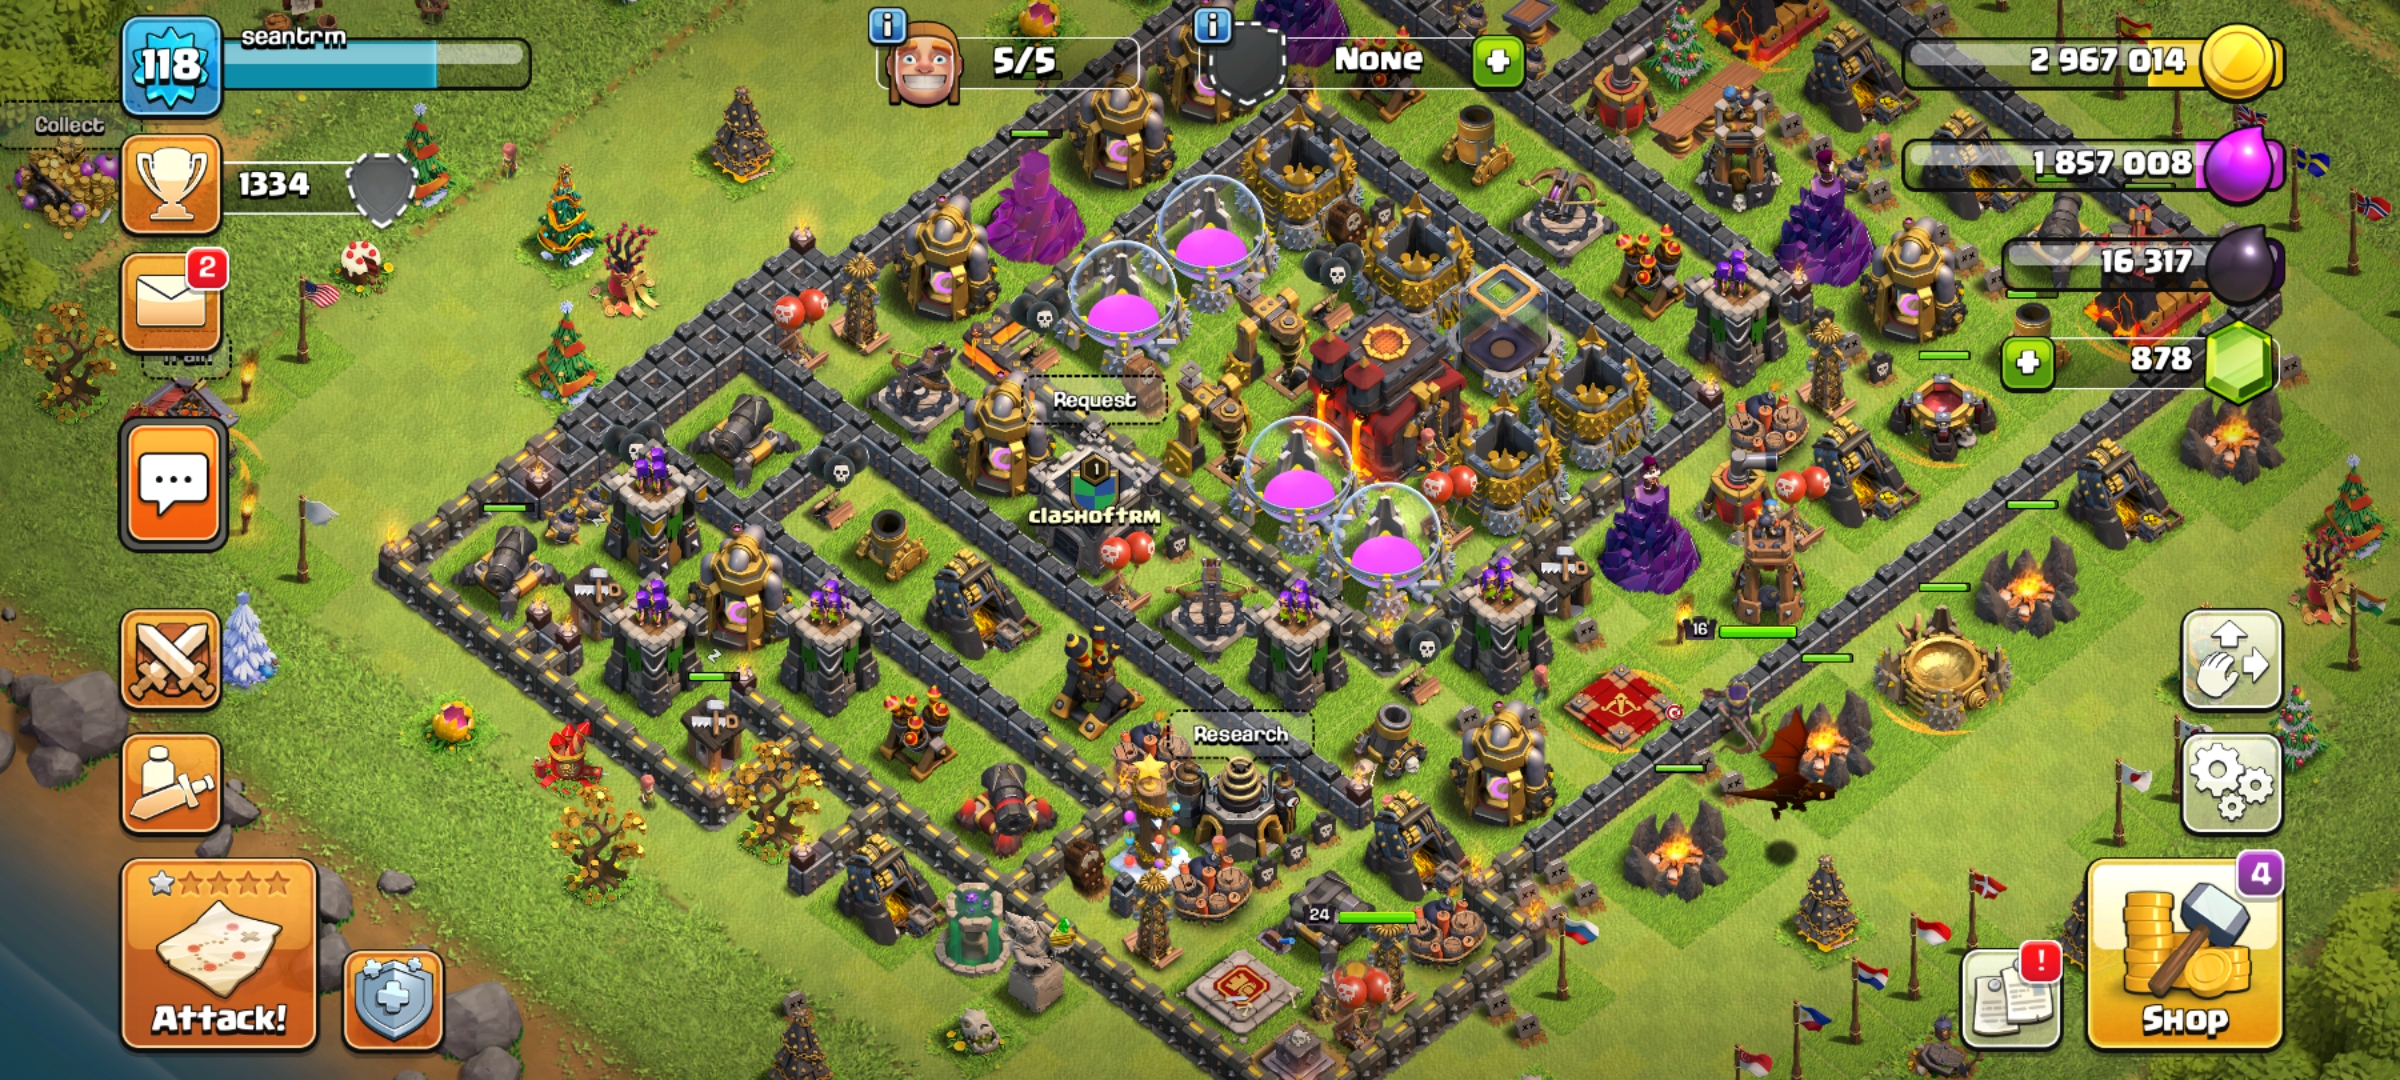 118
seantrm
5/5
None
2 967 014
Collect
1334
1 857 008
2
16 317
Train
878
Request
1
clashofTRM
16
Research
24
4
Attack!
!
Shop